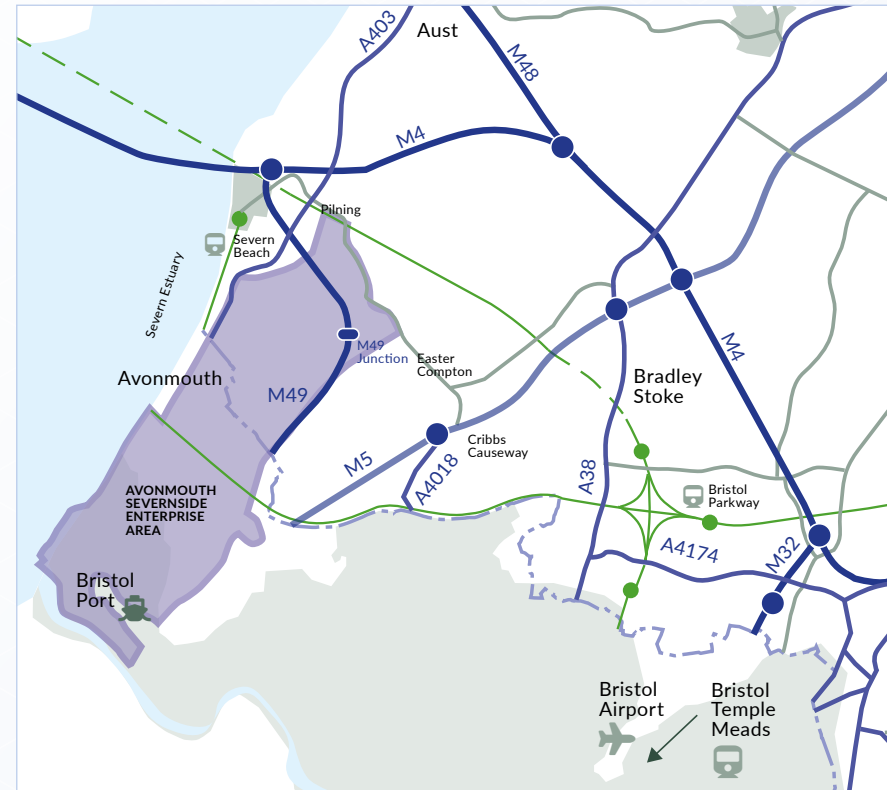 A403
Aust
M48
M4
Pilning
Severn
Beach
Severn Estuary
M49
Junction
Easter
Compton
M4
Avonmouth
Bradley
Stoke
M49
Cribbs
Causeway
M5
A4018
A38
AVONMOUTH
SEVERNSIDE
ENTERPRISE
AREA
Bristol
Parkway
A4174
M32
Bristol
Port
Bristol
Airport
Bristol
Temple
Meads